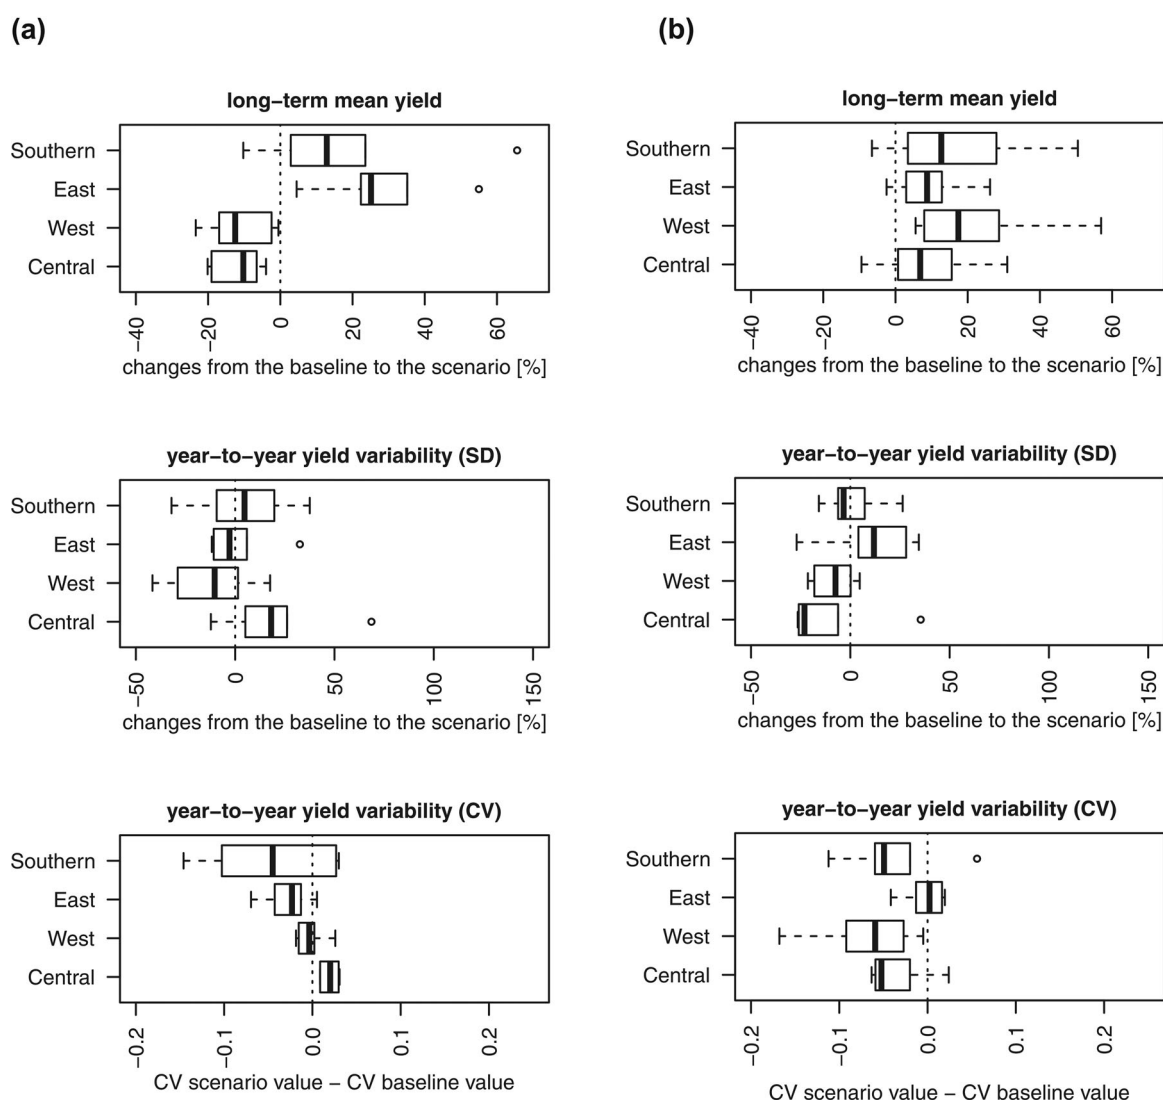 (a)
long–term mean yield
Southern
East
West
Central
−40 −20 0 20 40 60
changes from the baseline to the scenario [%]
year–to–year yield variability (SD)
Southern
East
West
Central
−50 0 50 100 150
changes from the baseline to the scenario [%]
year–to–year yield variability (CV)
Southern
East
West
Central
−0.2 −0.1 0.0 0.1 0.2
CV scenario value − CV baseline value
(b)
long–term mean yield
Southern
East
West
Central
−40 −20 0 20 40 60
changes from the baseline to the scenario [%]
year–to–year yield variability (SD)
Southern
East
West
Central
−50 0 50 100 150
changes from the baseline to the scenario [%]
year–to–year yield variability (CV)
Southern
East
West
Central
−0.2 −0.1 0.0 0.1 0.2
CV scenario value − CV baseline value